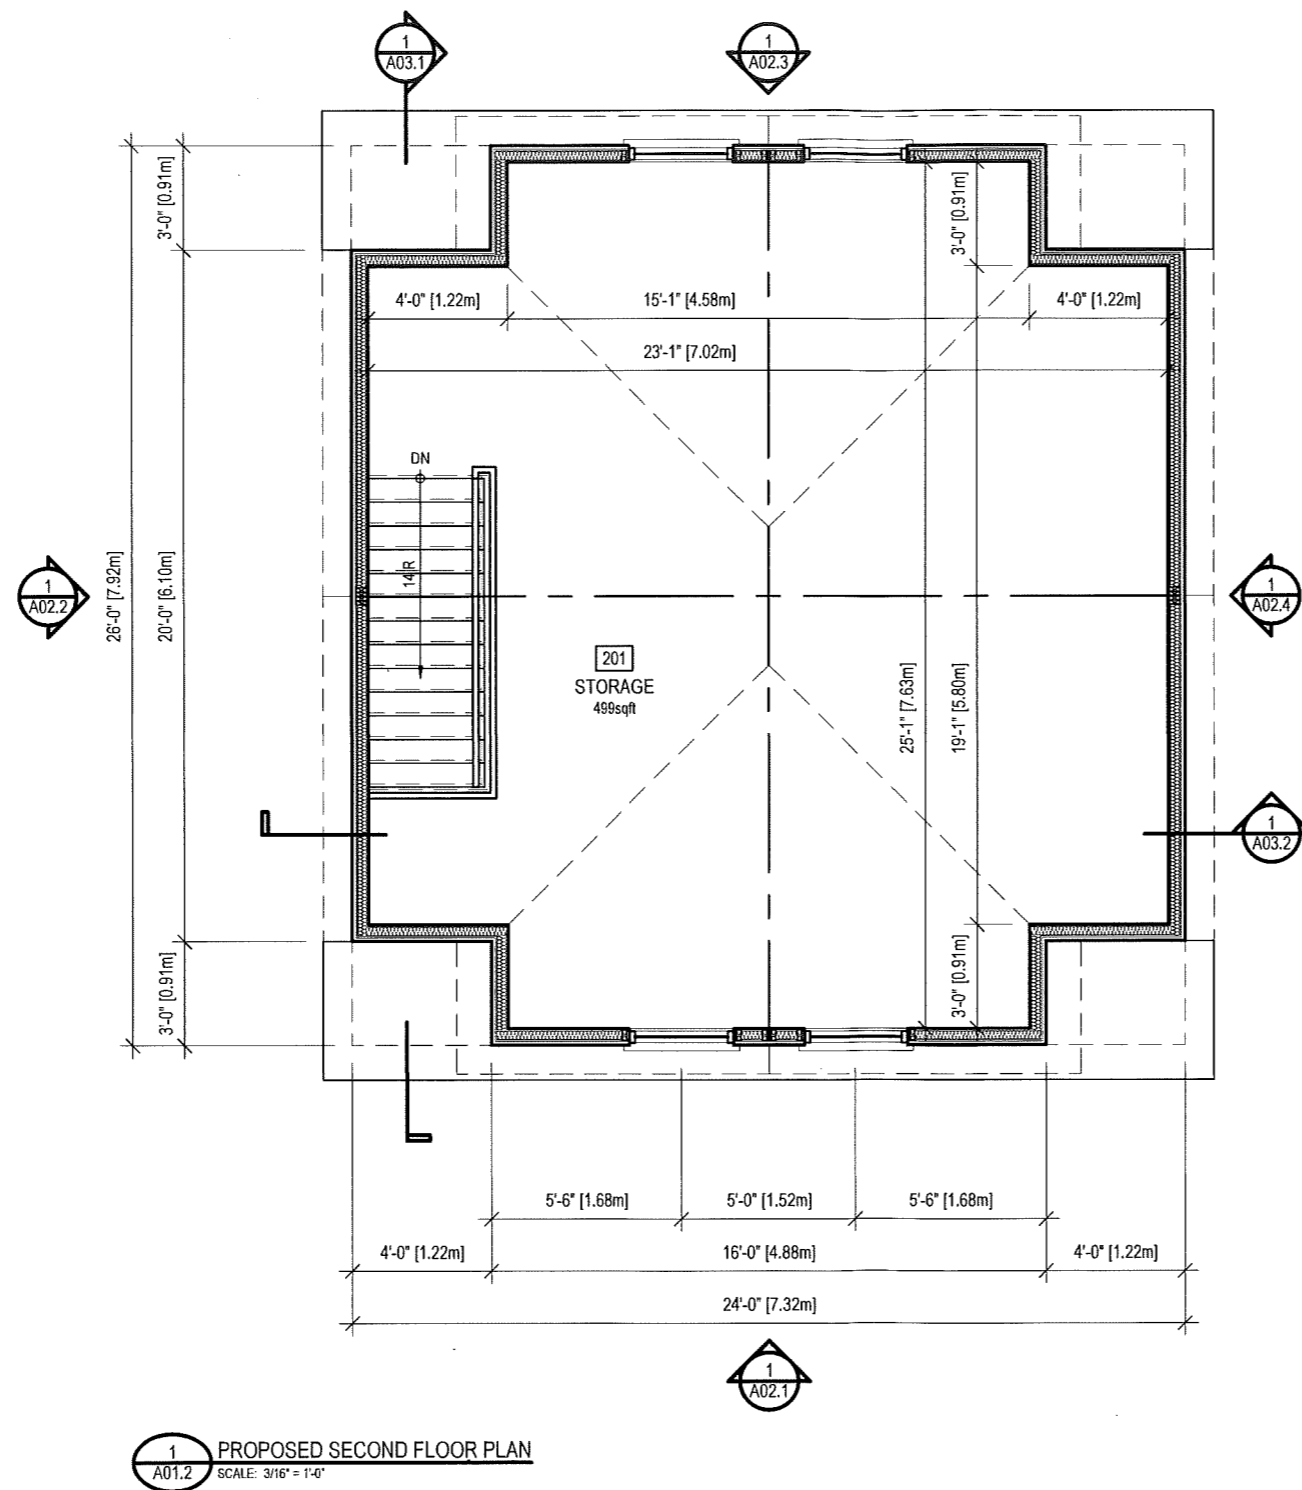 1
A03.1
1
A02.3
3'-0" [0.91m]
3'-0" [0.91m]
4'-0" [1.22m]
15'-1" [4.58m]
4'-0" [1.22m]
23'-1" [7.02m]
DN
14 R
26'-0" [7.92m]
20'-0" [6.10m]
1
A02.2
1
A02.4
201
STORAGE
499sqft
25'-1" [7.63m]
19'-1" [5.80m]
1
A03.2
3'-0" [0.91m]
3'-0" [0.91m]
5'-6" [1.68m]
5'-0" [1.52m]
5'-6" [1.68m]
4'-0" [1.22m]
16'-0" [4.88m]
4'-0" [1.22m]
24'-0" [7.32m]
1
A02.1
1
A01.2
PROPOSED SECOND FLOOR PLAN
SCALE: 3/16" = 1'-0"